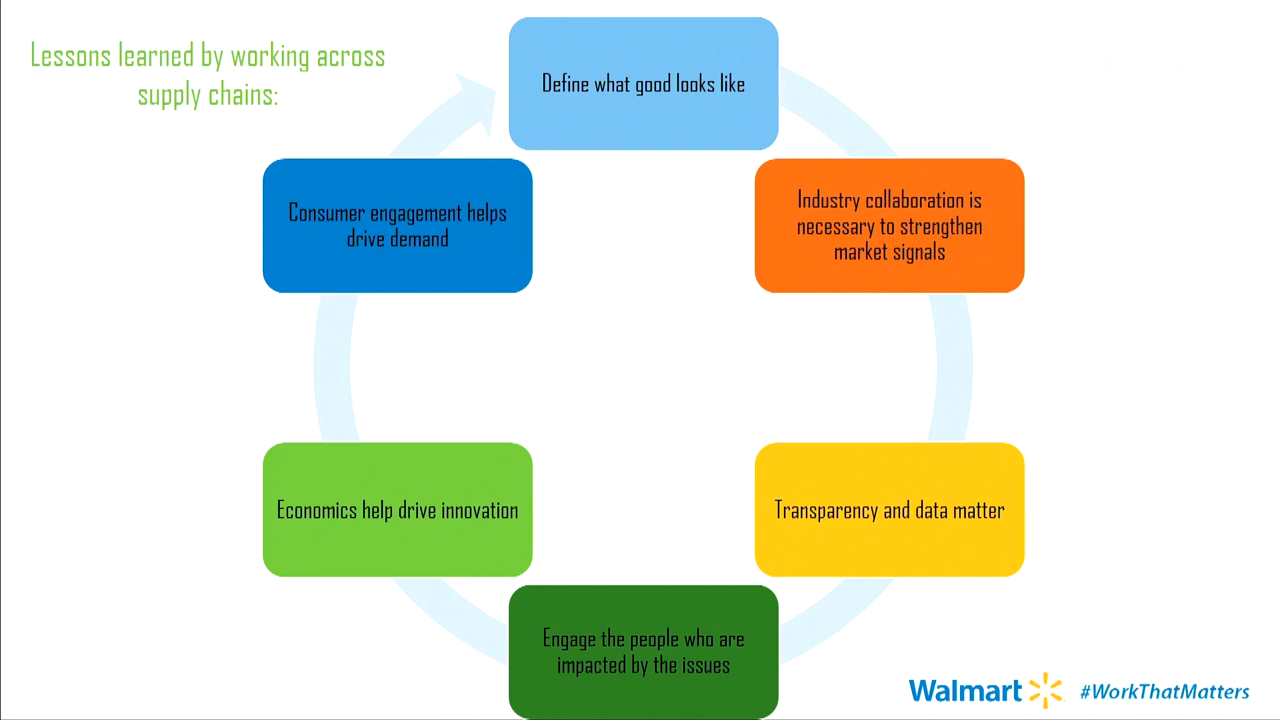 Lessons learned by working across
supply chains:
Define what good looks like
Industry collaboration is
necessary to strengthen
market signals
Transparency and data matter
Engage the people who are
impacted by the issues
Economics help drive innovation
Consumer engagement helps
drive demand
Walmart #WorkThatMatters